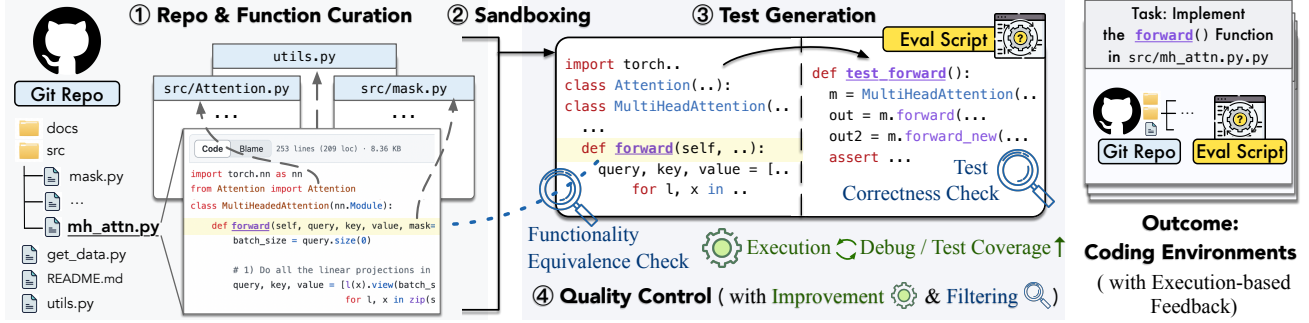 ① Repo & Function Curation
② Sandboxing
③ Test Generation
Git Repo
docs
src
mask.py
...
mh_attn.py
get_data.py
README.md
utils.py
utils.py
src/Attention.py
...
src/mask.py
...
Code Blame 253 lines (209 loc) · 8.36 KB
import torch.nn as nn
from Attention import Attention
class MultiHeadedAttention(nn.Module):
def forward(self, query, key, value, mask=
batch_size = query.size(0)
# 1) Do all the linear projections in
query, key, value = [l(x).view(batch_s
for l, x in zip(s
import torch..
class Attention(..):
class MultiHeadAttention(..
...
def forward(self, ..):
query, key, value = [..
for l, x in ..
Eval Script
def test_forward():
m = MultiHeadAttention(..
out = m.forward(...
out2 = m.forward_new(...
assert ...
Test
Correctness Check
Functionality
Equivalence Check
Execution Debug / Test Coverage ↑
④ Quality Control ( with Improvement & Filtering )
Task: Implement
the forward() Function
in src/mh_attn.py.py
...
Git Repo
Eval Script
Outcome:
Coding Environments
( with Execution-based
Feedback)